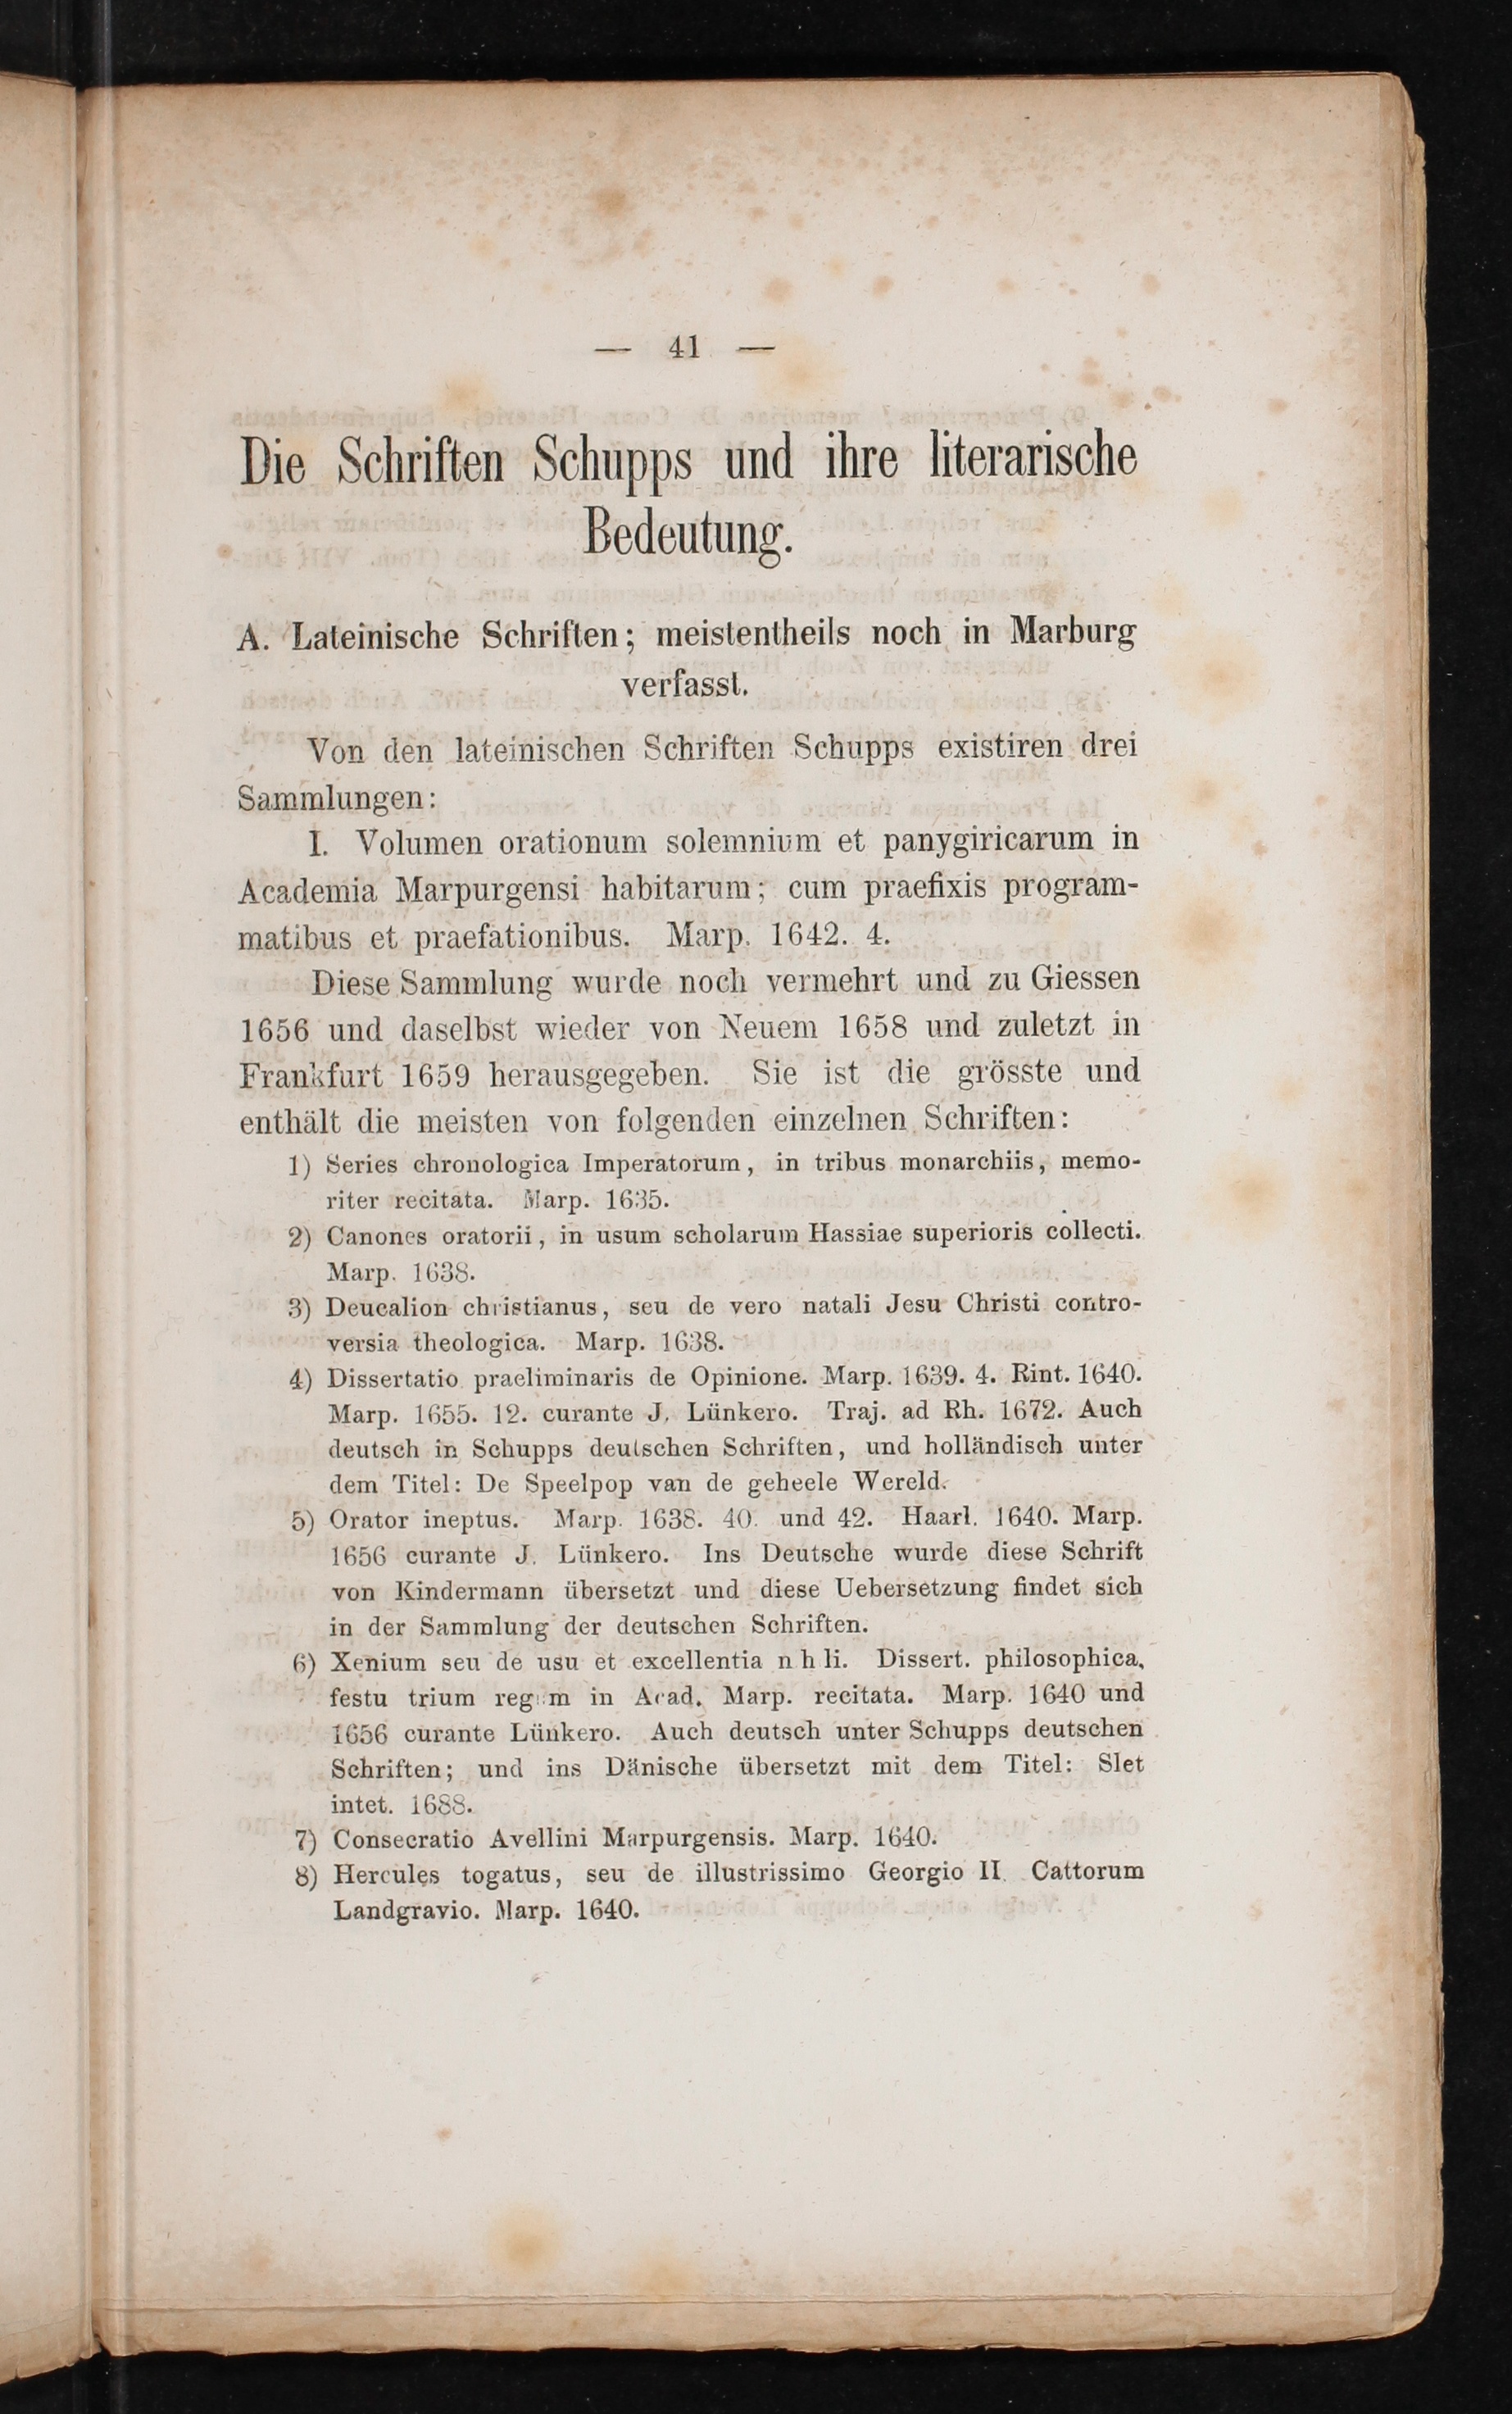 — 41 —
Die Schriften Schupps und ihre literarische
Bedeutung.
A. Lateinische Schriften; meistentheils noch in Marburg
verfasst.
Von den lateinischen Schriften Schupps existiren drei
Sammlungen:
I. Volumen orationum solemnium et panygiricarum in
Academia Marpurgensi habitarum; cum praefixis program-
matibus et praefationibus. Marp. 1642. 4.
Diese Sammlung wurde noch vermehrt und zu Giessen
1656 und daselbst wieder von Neuem 1658 und zuletzt in
Frankfurt 1659 herausgegeben. Sie ist die grösste und
enthält die meisten von folgenden einzelnen Schriften:
1) Series chronologica Imperatorum, in tribus monarchiis, memo-
riter recitata. Marp. 1635.
2) Canones oratorii, in usum scholarum Hassiae superioris collecti.
Marp. 1638.
3) Deucalion christianus, seu de vero natali Jesu Christi contro-
versia theologica. Marp. 1638.
4) Dissertatio praeliminaris de Opinione. Marp. 1639. 4. Rint. 1640.
Marp. 1655. 12. curante J. Lünkero. Traj. ad Rh. 1672. Auch
deutsch in Schupps deutschen Schriften, und holländisch unter
dem Titel: De Speelpop van de geheele Wereld.
5) Orator ineptus. Marp. 1638. 40. und 42. Haarl. 1640. Marp.
1656 curante J. Lünkero. Ins Deutsche wurde diese Schrift
von Kindermann übersetzt und diese Uebersetzung findet sich
in der Sammlung der deutschen Schriften.
6) Xenium seu de usu et excellentia n h li. Dissert. philosophica,
festu trium regum in Acad. Marp. recitata. Marp. 1640 und
1656 curante Lünkero. Auch deutsch unter Schupps deutschen
Schriften; und ins Dänische übersetzt mit dem Titel: Slet
intet. 1688.
7) Consecratio Avellini Marpurgensis. Marp. 1640.
8) Hercules togatus, seu de illustrissimo Georgio II. Cattorum
Landgravio. Marp. 1640.